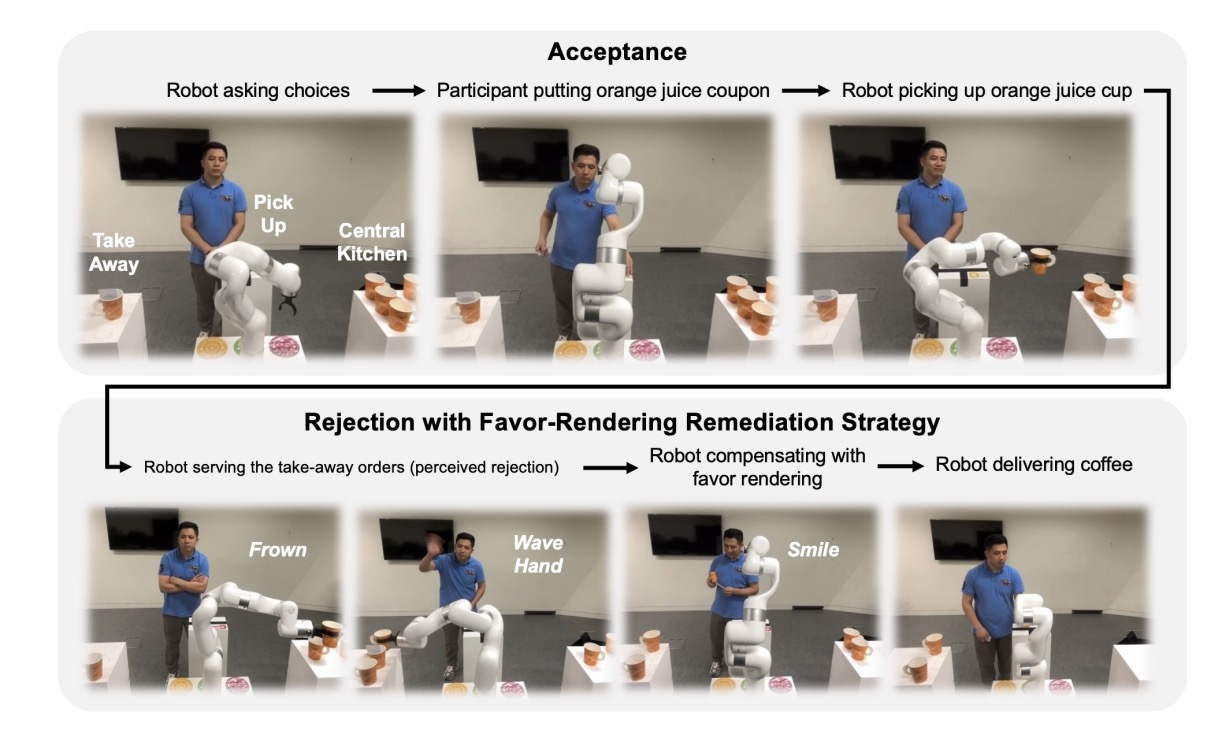 Acceptance
Robot asking choices
Participant putting orange juice coupon
Robot picking up orange juice cup
Take
Away
Pick
Up
Central
Kitchen
Rejection with Favor-Rendering Remediation Strategy
Robot serving the take-away orders (perceived rejection)
Robot compensating with
favor rendering
Robot delivering coffee
Frown
Wave
Hand
Smile